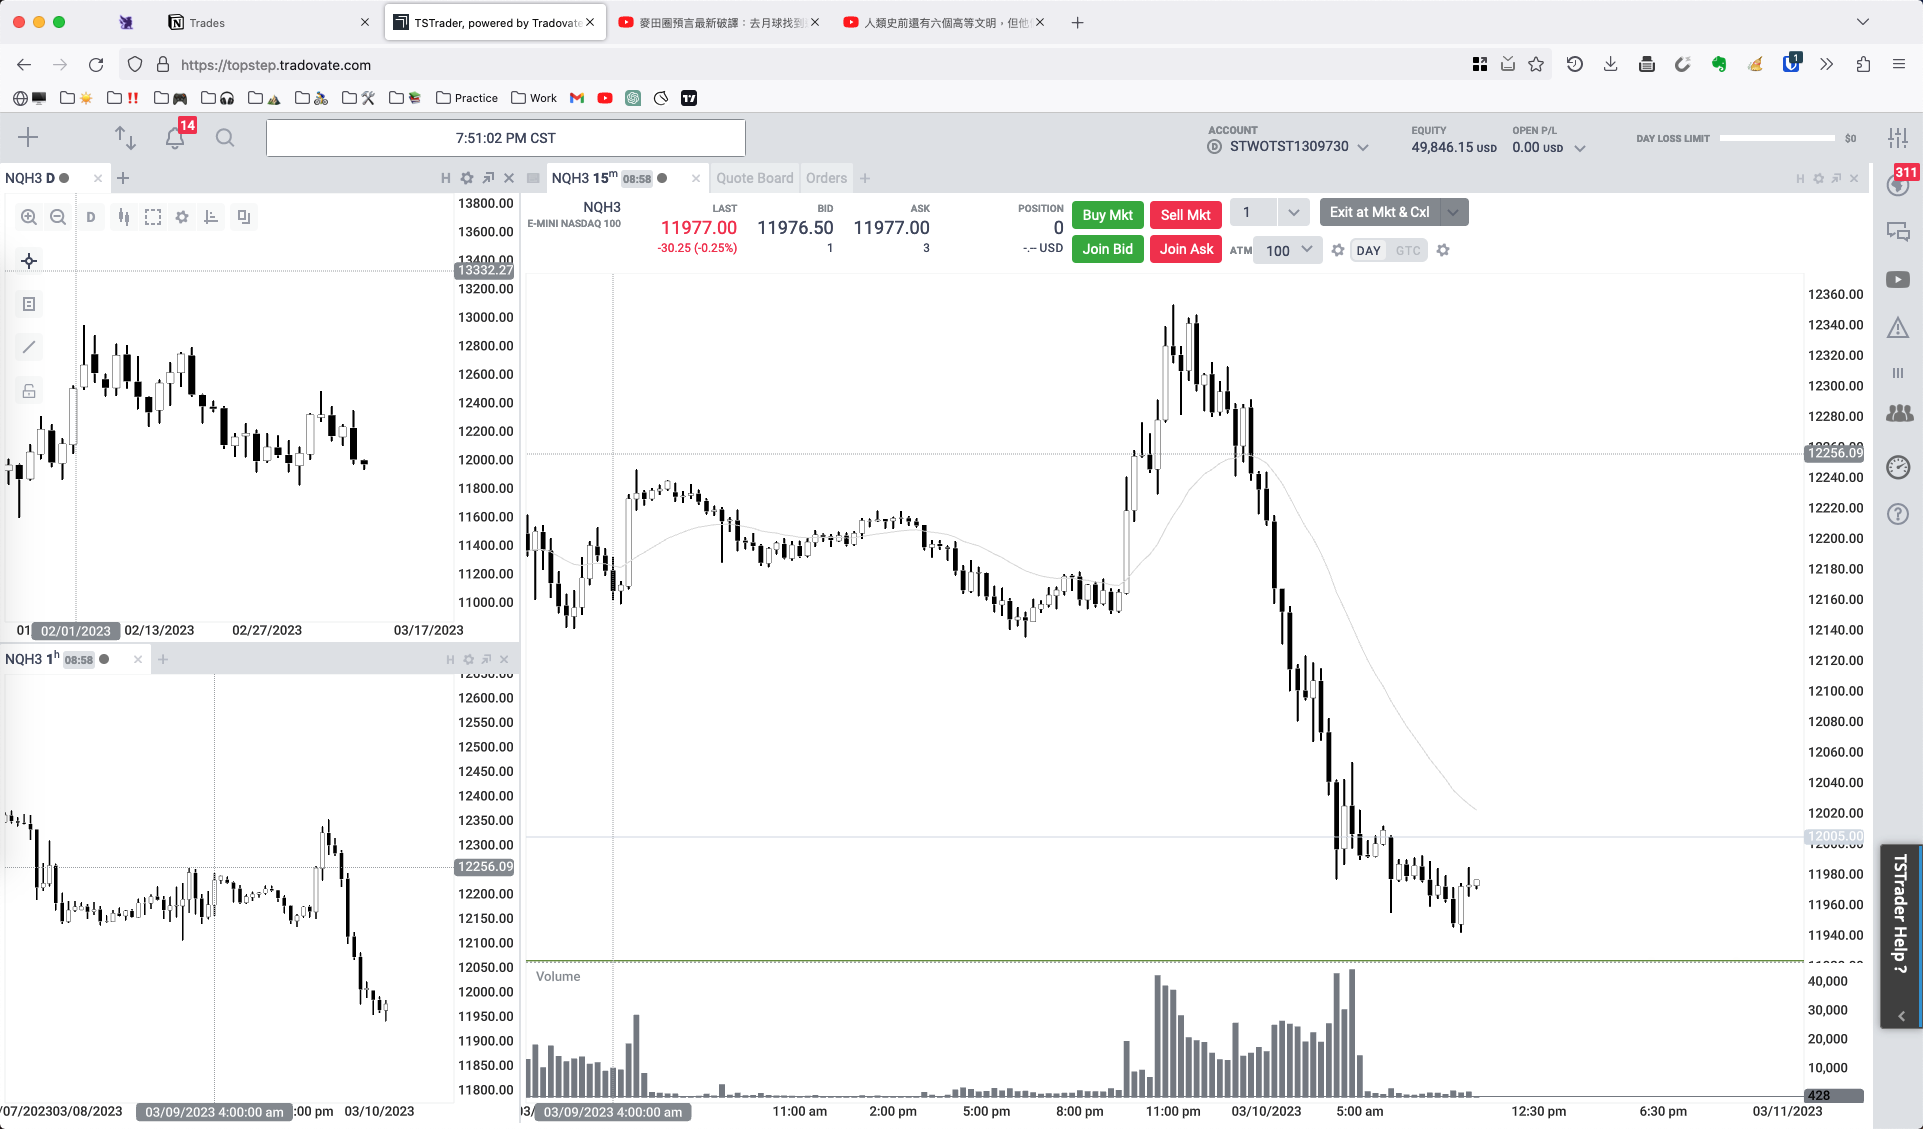 Trades
TSTrader, powered by Tradovate
麥田圈預言最新破譯：去月球找到
人類史前還有六個高等文明，但他
https://topstep.tradovate.com
1
Practice
Work
14
7:51:02 PM CST
ACCOUNT
STWOTST1309730
EQUITY
49,846.15 USD
OPEN P/L
0.00 USD
DAY LOSS LIMIT
$0
311
NQH3 D
H
D
13800.00
13600.00
13400.00
13332.27
13200.00
13000.00
12800.00
12600.00
12400.00
12200.00
12000.00
11800.00
11600.00
11400.00
11200.00
11000.00
01
02/01/2023
02/13/2023
02/27/2023
03/17/2023
NQH3 1h
08:58
H
12650.00
12600.00
12550.00
12500.00
12450.00
12400.00
12350.00
12300.00
12256.09
12200.00
12150.00
12100.00
12050.00
12000.00
11950.00
11900.00
11850.00
11800.00
/07/2023
03/08/2023
03/09/2023 4:00:00 am
:00 pm
03/10/2023
NQH3 15m
08:58
Quote Board
Orders
H
NQH3
E-MINI NASDAQ 100
LAST
11977.00
-30.25 (-0.25%)
BID
11976.50
1
ASK
11977.00
3
POSITION
0
-.-- USD
Buy Mkt
Sell Mkt
1
Exit at Mkt & Cxl
Join Bid
Join Ask
ATM
100
DAY
GTC
12360.00
12340.00
12320.00
12300.00
12280.00
12260.00
12256.09
12240.00
12220.00
12200.00
12180.00
12160.00
12140.00
12120.00
12100.00
12080.00
12060.00
12040.00
12020.00
12005.00
12000.00
11980.00
11960.00
11940.00
Volume
40,000
30,000
20,000
10,000
428
03/09/2023 4:00:00 am
11:00 am
2:00 pm
5:00 pm
8:00 pm
11:00 pm
03/10/2023
5:00 am
12:30 pm
6:30 pm
03/11/2023
TSTrader Help ?